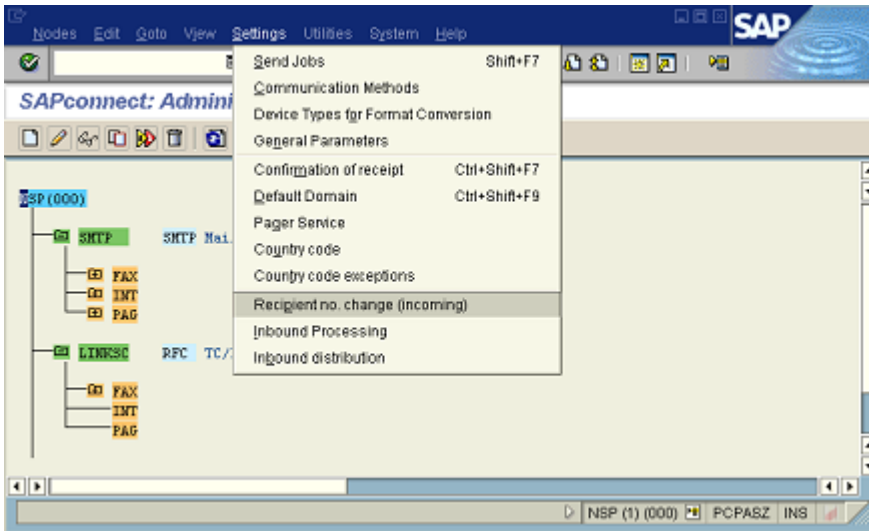 Nodes Edit Goto View Settings Utilities System Help
SAP
Send Jobs Shift+F7
Communication Methods
Device Types for Format Conversion
General Parameters
SAPconnect: Admini
Confirmation of receipt Ctrl+Shift+F7
Default Domain Ctrl+Shift+F9
Pager Service
Country code
Country code exceptions
Recipient no. change (incoming)
Inbound Processing
Inbound distribution
NSP (000)
SMTP SMTP Mai
FAX
INT
PAG
LINKSC RFC TC/
FAX
INT
PAG
NSP (1) (000) PCPASZ INS